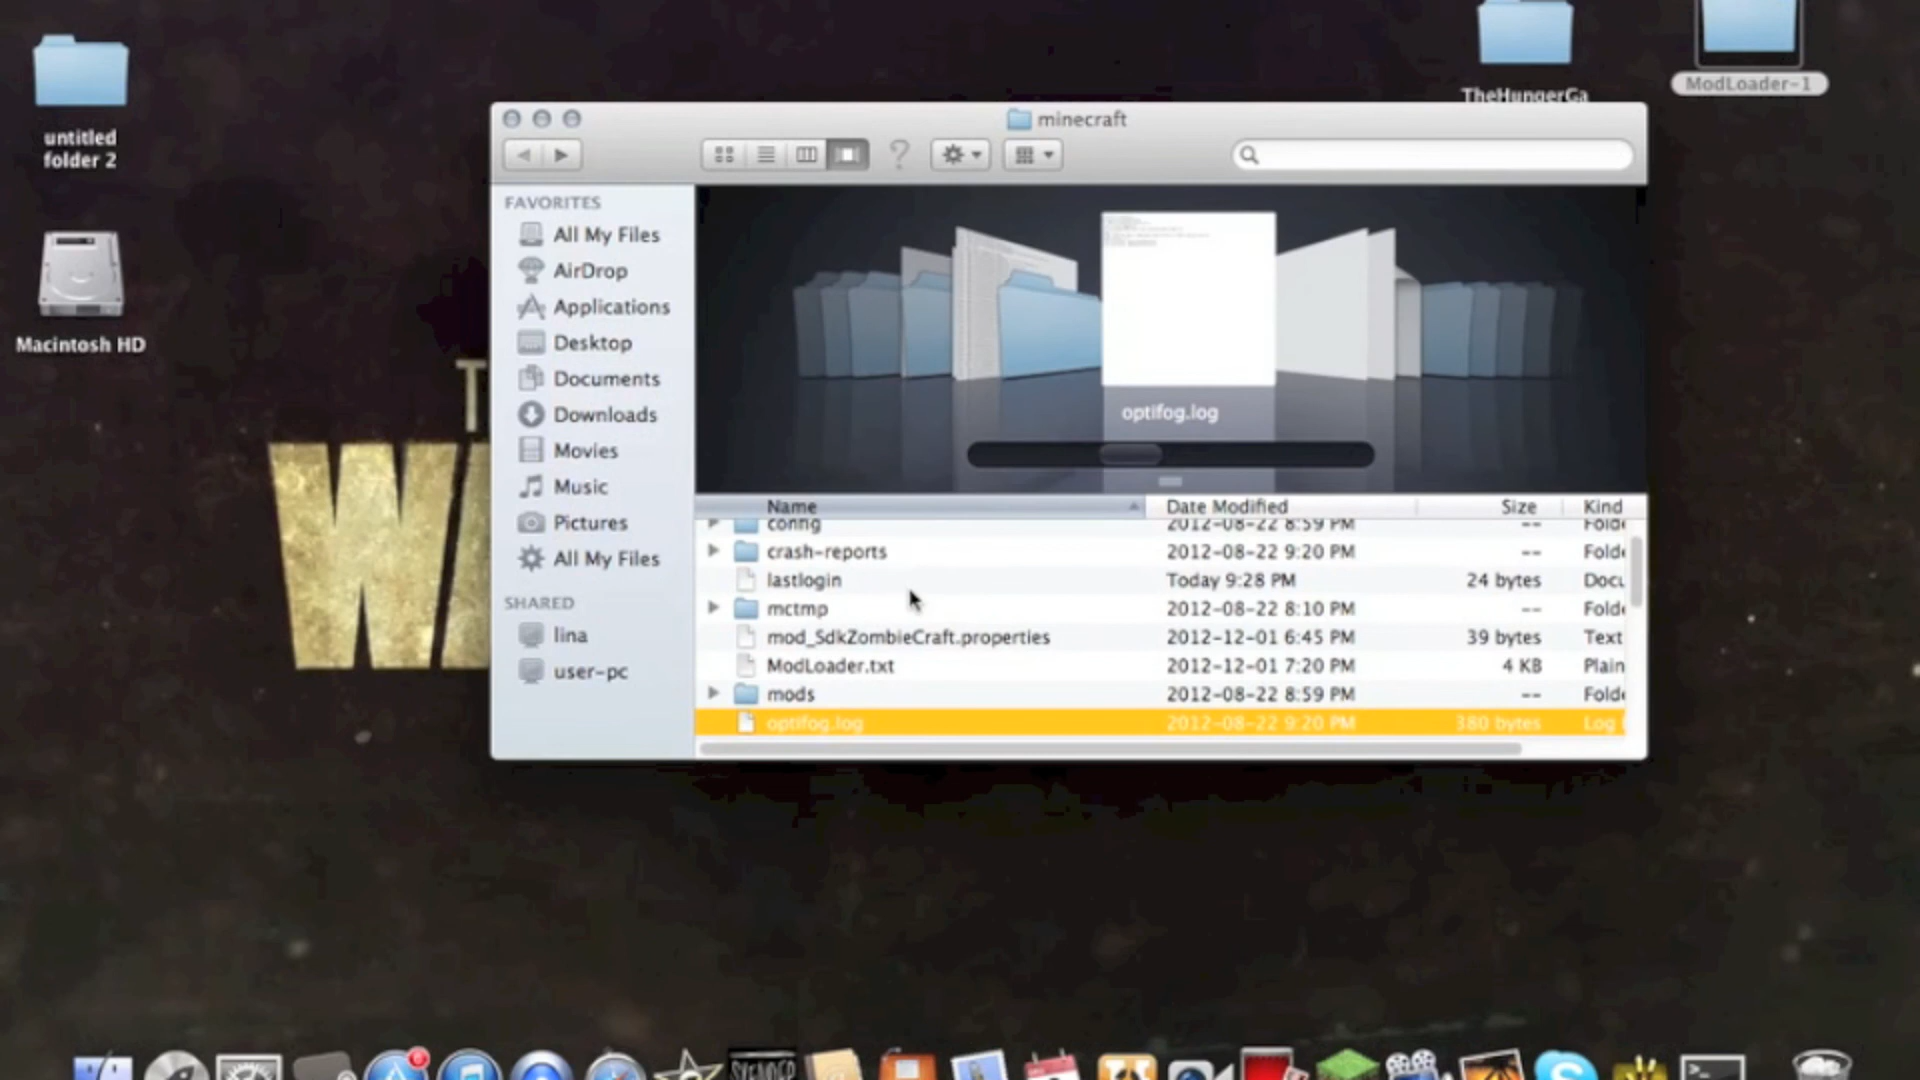 untitled
folder 2
Macintosh HD
TheHungerGa
ModLoader-1
minecraft
FAVORITES
All My Files
AirDrop
Applications
Desktop
Documents
Downloads
Movies
Music
Pictures
All My Files
SHARED
lina
user-pc
optifog.log
Name Date Modified Size Kind
config 2012-08-22 8:59 PM -- Folde
crash-reports 2012-08-22 9:20 PM -- Folde
lastlogin Today 9:28 PM 24 bytes Docu
mctmp 2012-08-22 8:10 PM -- Folde
mod_SdkZombieCraft.properties 2012-12-01 6:45 PM 39 bytes Text
ModLoader.txt 2012-12-01 7:20 PM 4 KB Plain
mods 2012-08-22 8:59 PM -- Folde
optifog.log 2012-08-22 9:20 PM 380 bytes Log
T
WA
SLENDER